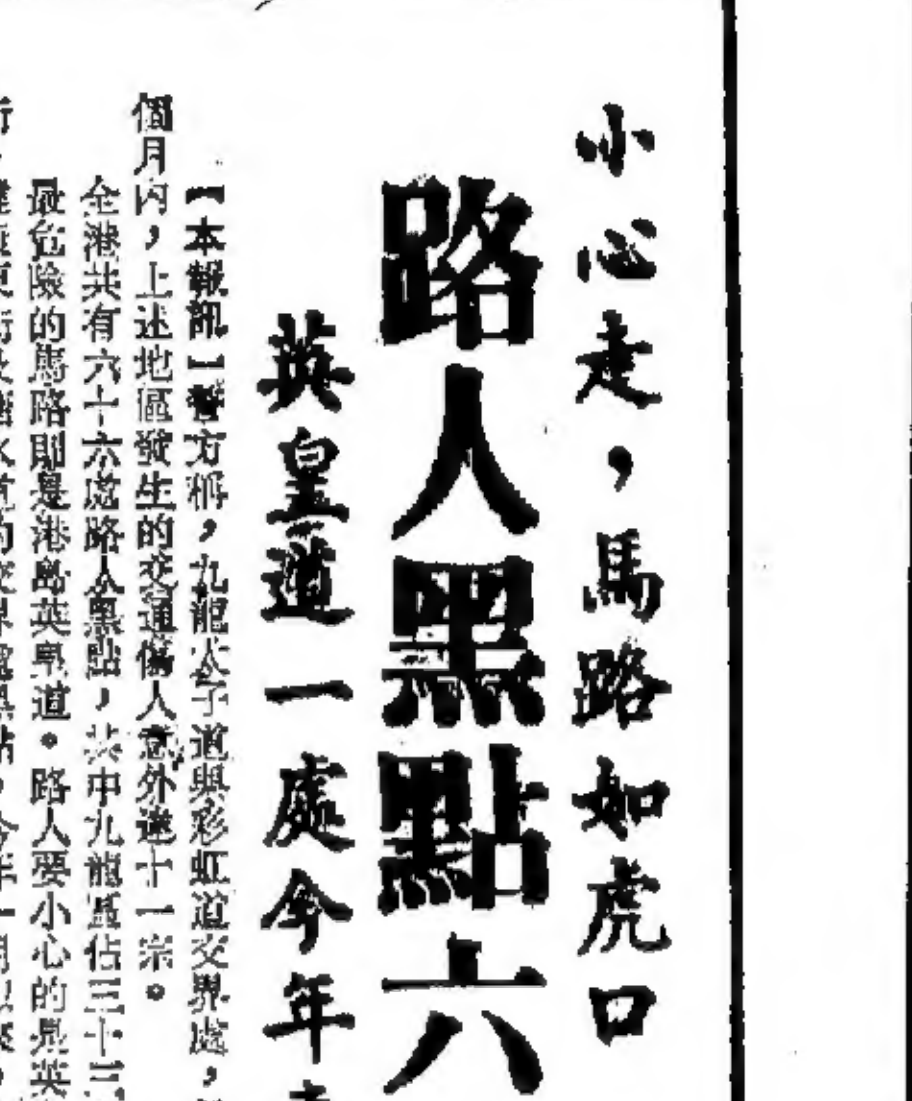 小心走，馬路如虎口
路人黑點六
英皇道一處今年
【本報訊】警方稱，九龍太子道與彩虹道交界處，
個月內，上述地區發生的交通傷人意外達十一宗。
全港共有六十六處路人黑點，其中九龍區佔三十三
最危險的馬路則是港島英皇道。路人要小心的是英